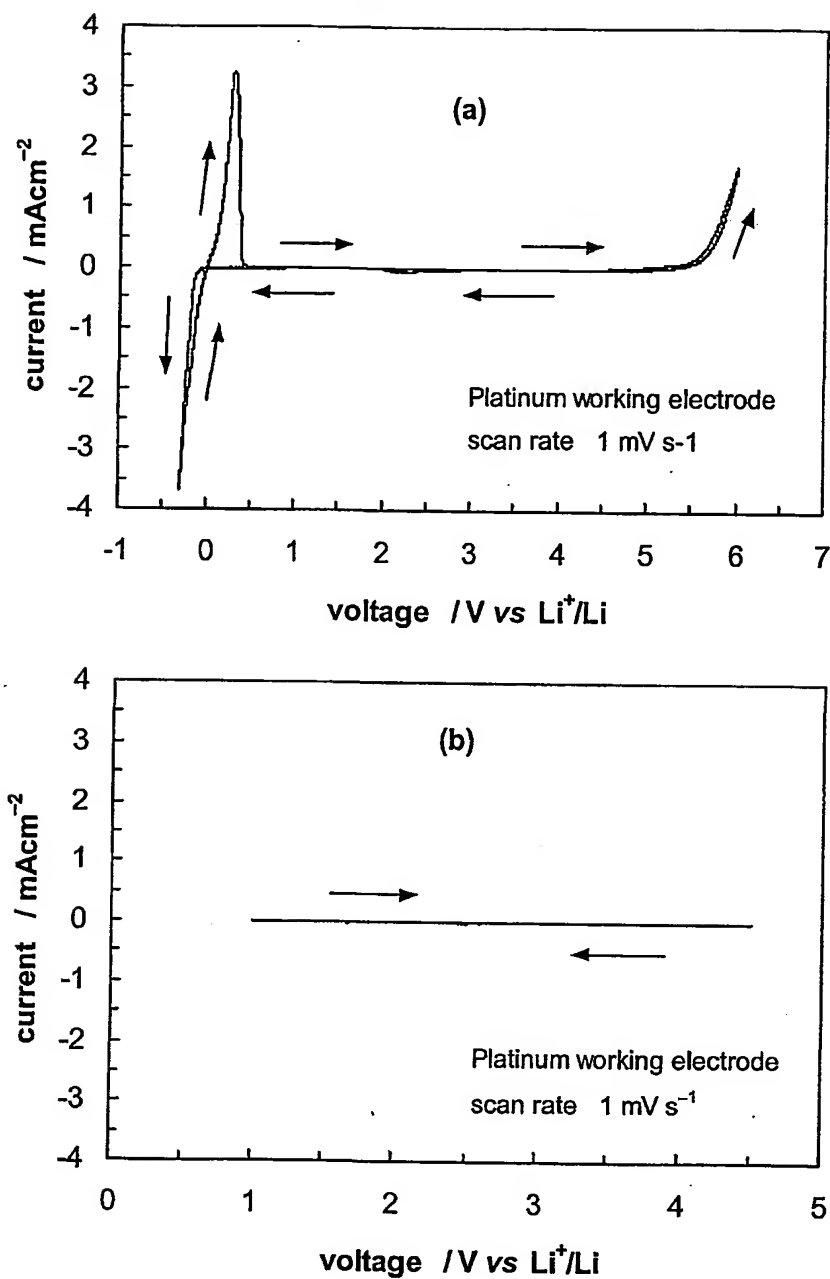 4
3
2
1
0
-1
-2
-3
-4
current / mAcm⁻²
(a)
Platinum working electrode
scan rate 1 mV s-1
-1 0 1 2 3 4 5 6 7
voltage / V vs Li⁺/Li
4
3
2
1
0
-1
-2
-3
-4
current / mAcm⁻²
(b)
Platinum working electrode
scan rate 1 mV s⁻¹
0 1 2 3 4 5
voltage / V vs Li⁺/Li